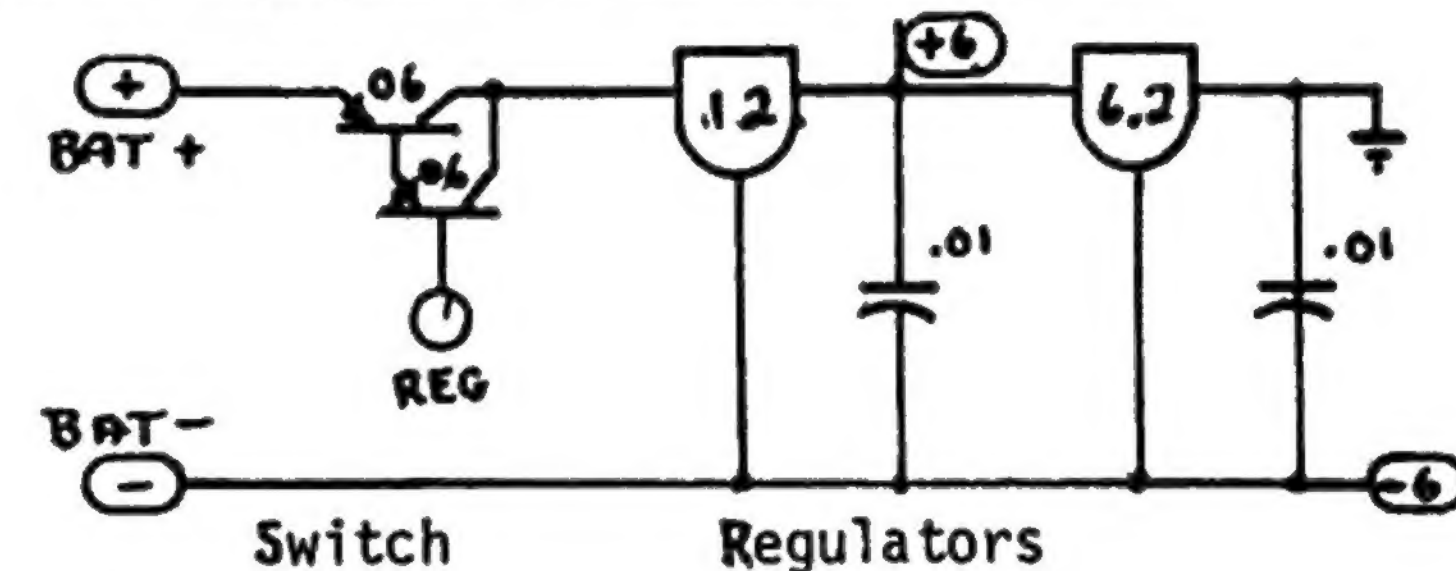 +
BAT +
06
06
REG
.12
+6
.01
6.2
.01
BAT -
-
-6
Switch
Regulators